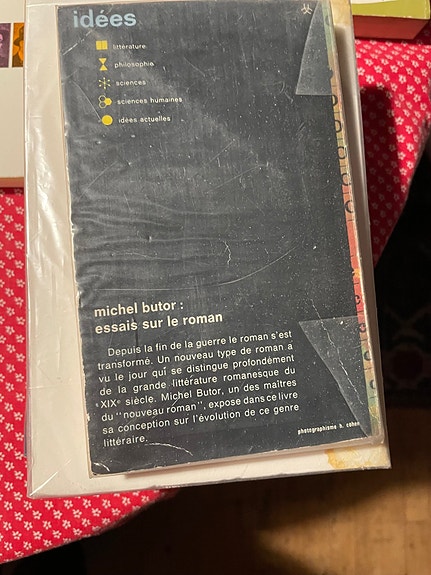 idées
littérature
philosophie
sciences
sciences humaines
idées actuelles
michel butor :
essais sur le roman
Depuis la fin de la guerre le roman s'est
transformé. Un nouveau type de roman a
vu le jour qui se distingue profondément
de la grande littérature romanesque du
XIXe siècle. Michel Butor, un des maîtres
du "nouveau roman", expose dans ce livre
sa conception sur l'évolution de ce genre
littéraire.
photographisme h. cohen